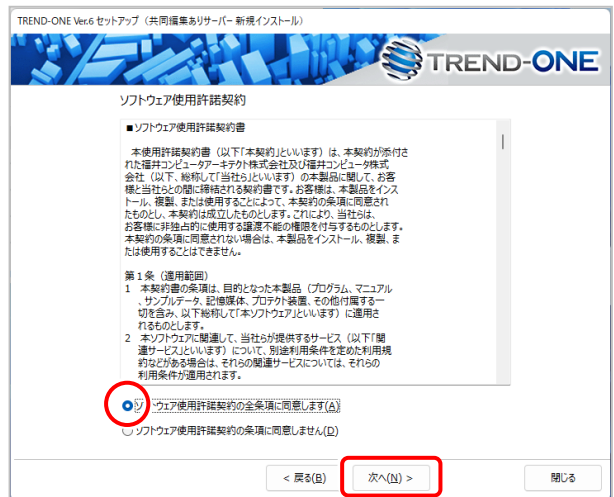 TREND-ONE Ver.6 セットアップ（共同編集ありサーバー 新規インストール）
TREND-ONE
ソフトウェア使用許諾契約
■ソフトウェア使用許諾契約書
本使用許諾契約書（以下「本契約」といいます）は、本契約が添付さ
れた福井コンピュータアーキテクト株式会社及び福井コンピュータ株式
会社（以下、総称して「当社ら」といいます）の本製品に関して、お客
様と当社らとの間に締結される契約書です。お客様は、本製品をインス
トール、複製、または使用することによって、本契約の条項に同意され
たものとし、本契約は成立したものとします。これにより、当社らは、
お客様に非独占的に使用する譲渡不能の権限を付与するものとします。
本契約の条項に同意されない場合は、本製品をインストール、複製、ま
たは使用することはできません。
第１条（適用範囲）
1 本契約書の条項は、目的となった本製品（プログラム、マニュアル
、サンプルデータ、記憶媒体、プロテクト装置、その他付属する一
切を含み、以下総称して「本ソフトウェア」といいます）に適用さ
れるものとします。
2 本ソフトウェアに関連して、当社らが提供するサービス（以下「関
連サービス」といいます）について、別途利用条件を定めた利用規
約などがある場合は、それらの関連サービスについては、それらの
利用条件が適用されます。
ソフトウェア使用許諾契約の全条項に同意します(A)
ソフトウェア使用許諾契約の条項に同意しません(D)
< 戻る(B)
次へ(N) >
閉じる